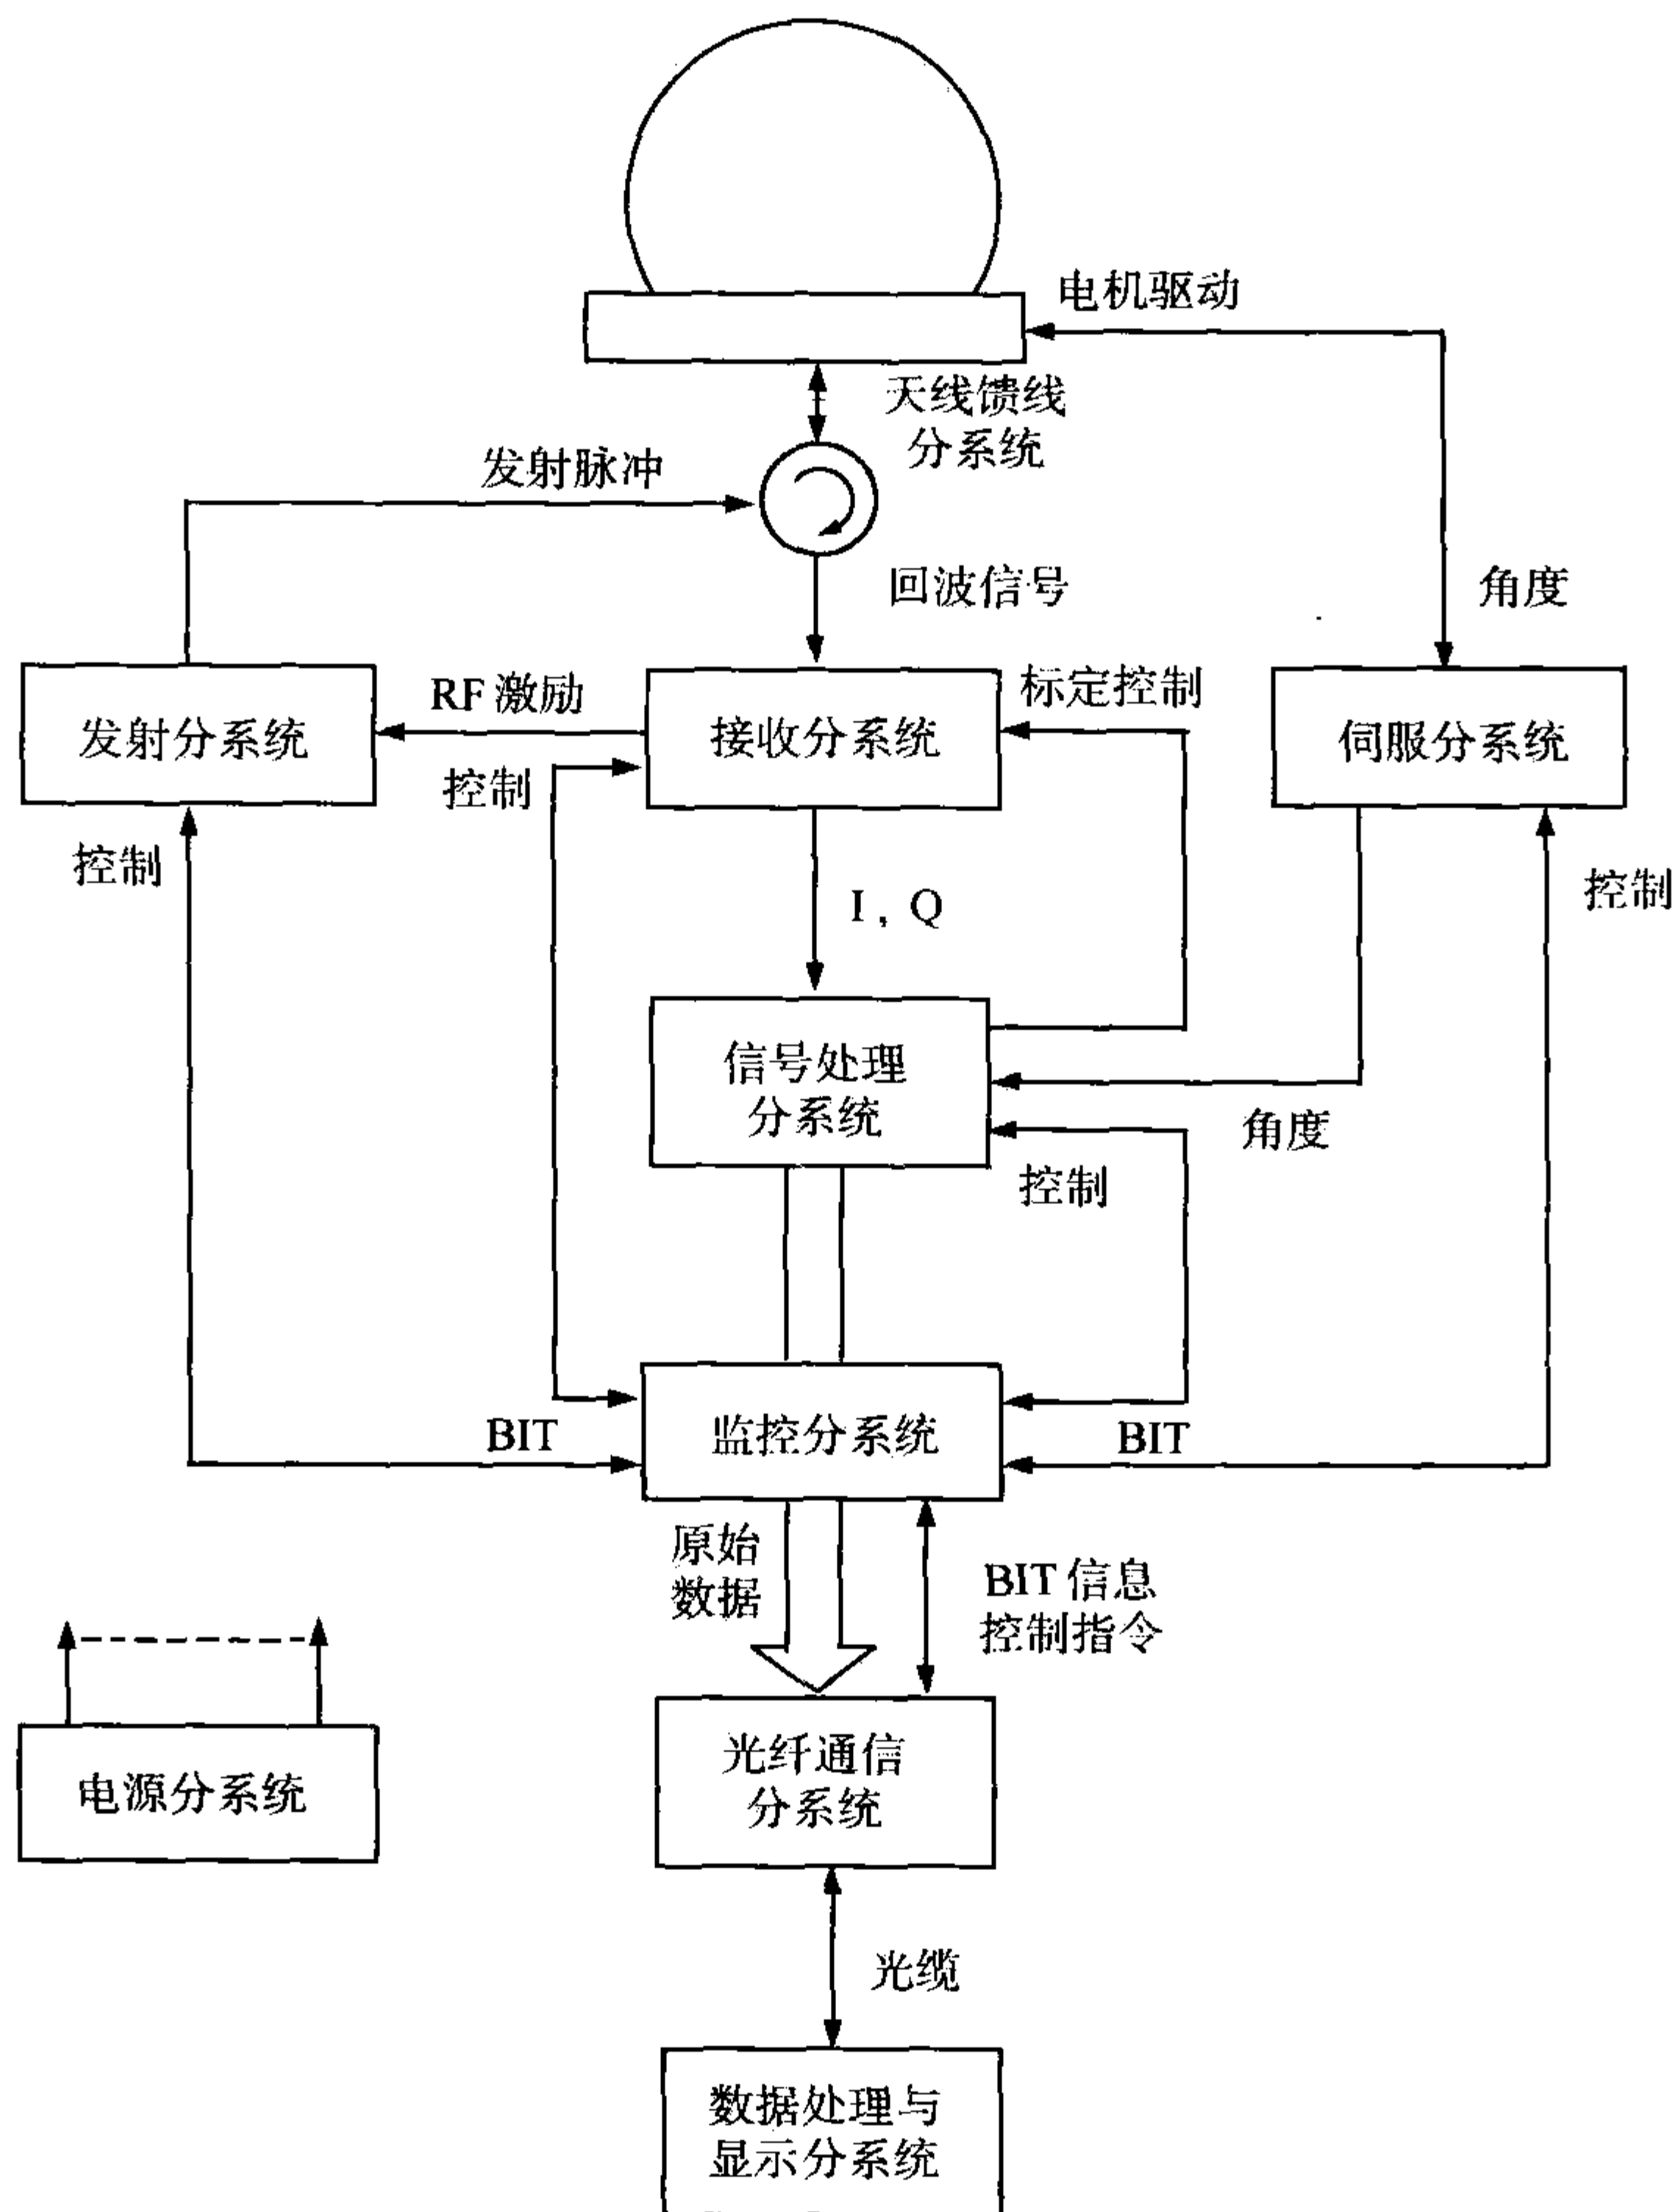 电机驱动
天线馈线
分系统
发射脉冲
回波信号
角度
发射分系统
RF 激励
接收分系统
标定控制
伺服分系统
控制
控制
控制
I，Q
信号处理
分系统
角度
控制
BIT
监控分系统
BIT
原始
数据
BIT 信息
控制指令
电源分系统
光纤通信
分系统
光缆
数据处理与
显示分系统